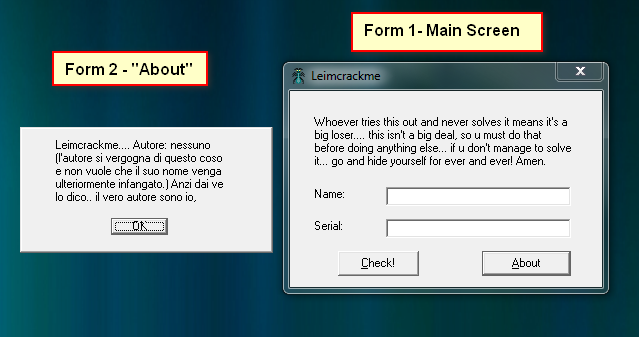 Form 1- Main Screen
Form 2 - "About"
Leimcrackme
Whoever tries this out and never solves it means it's a
big loser.... this isn't a big deal, so u must do that
before doing anything else... if u don't manage to solve
it... go and hide yourself for ever and ever! Amen.
Name:
Serial:
Check!
About
Leimcrackme.... Autore: nessuno
(l'autore si vergogna di questo coso
e non vuole che il suo nome venga
ulteriormente infangato.) Anzi dai ve
lo dico.. il vero autore sono io,
OK